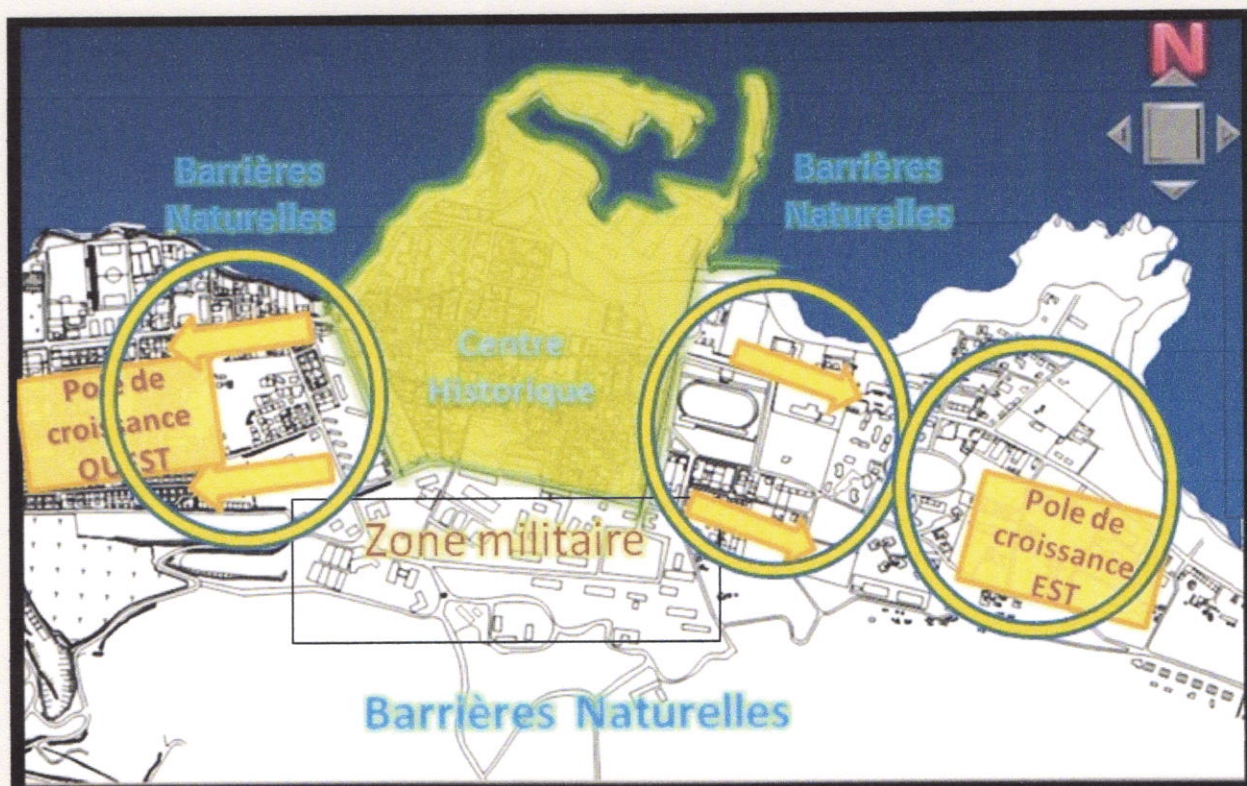 N
Barrières
Naturelles
Barrières
Naturelles
Centre
Historique
Pole de
croissance
OUEST
Zone militaire
Pole de
croissance
EST
Barrières Naturelles